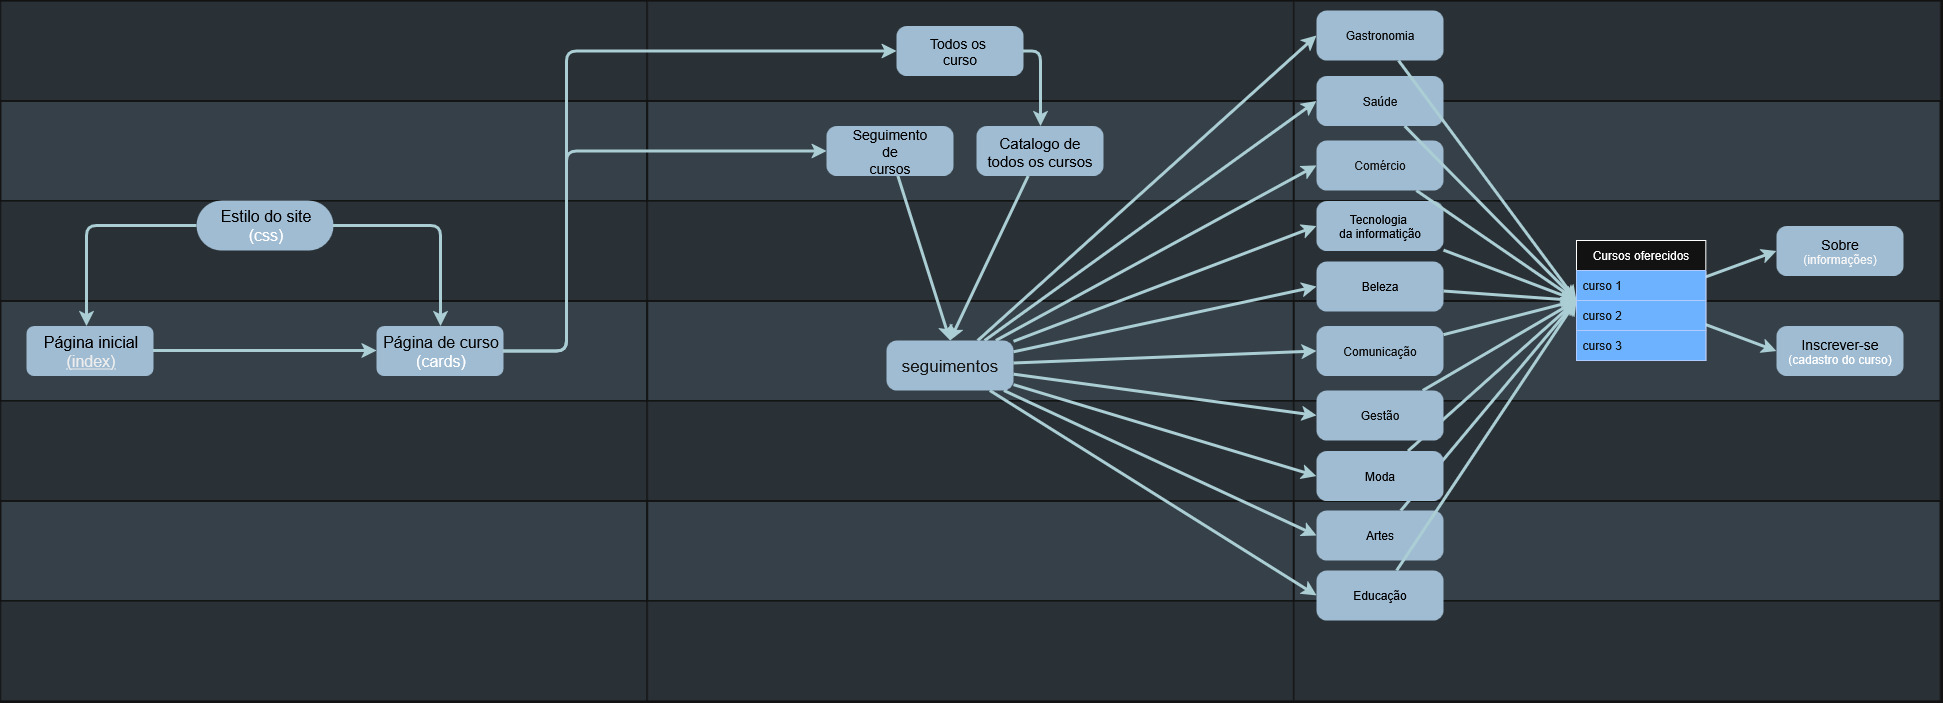 Estilo do site
(css)
Página inicial
(index)
Página de curso
(cards)
Todos os
curso
Seguimento
de
cursos
Catalogo de
todos os cursos
seguimentos
Gastronomia
Saúde
Comércio
Tecnologia
da informatição
Beleza
Comunicação
Gestão
Moda
Artes
Educação
Cursos oferecidos
curso 1
curso 2
curso 3
Sobre
(informações)
Inscrever-se
(cadastro do curso)